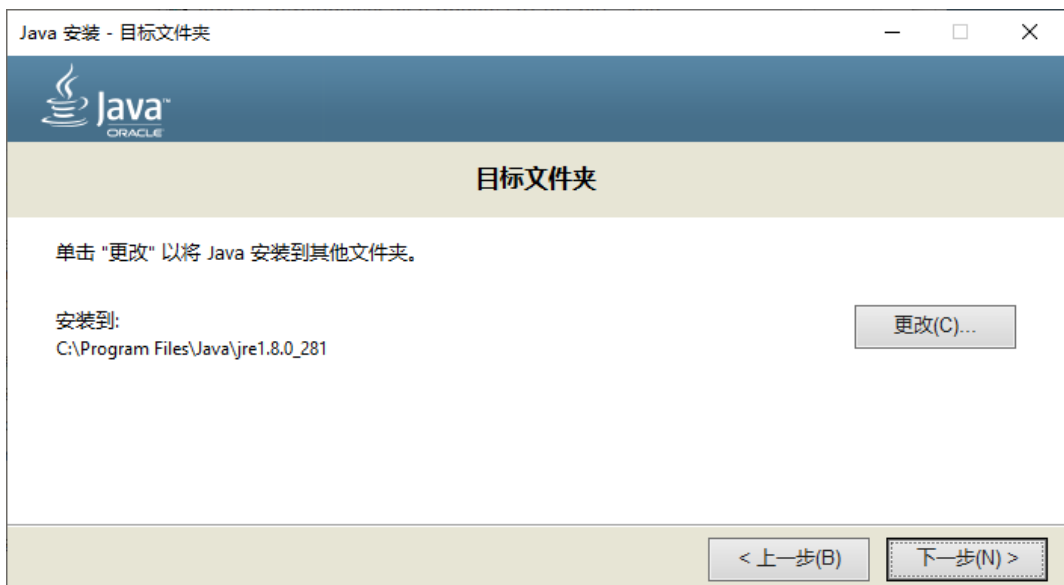 Java 安装 - 目标文件夹
Java™
ORACLE
目标文件夹
单击 "更改" 以将 Java 安装到其他文件夹。
安装到:
更改(C)...
C:\Program Files\Java\jre1.8.0_281
< 上一步(B)
下一步(N) >